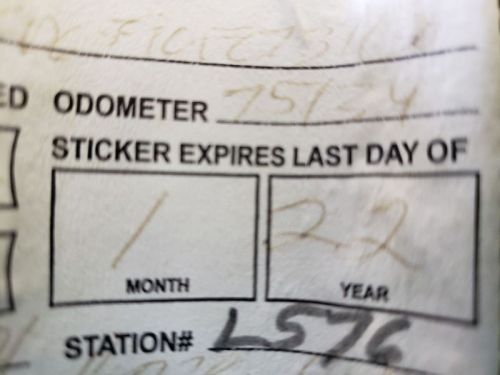 ED ODOMETER 75134
STICKER EXPIRES LAST DAY OF
1 22
MONTH YEAR
STATION# L576